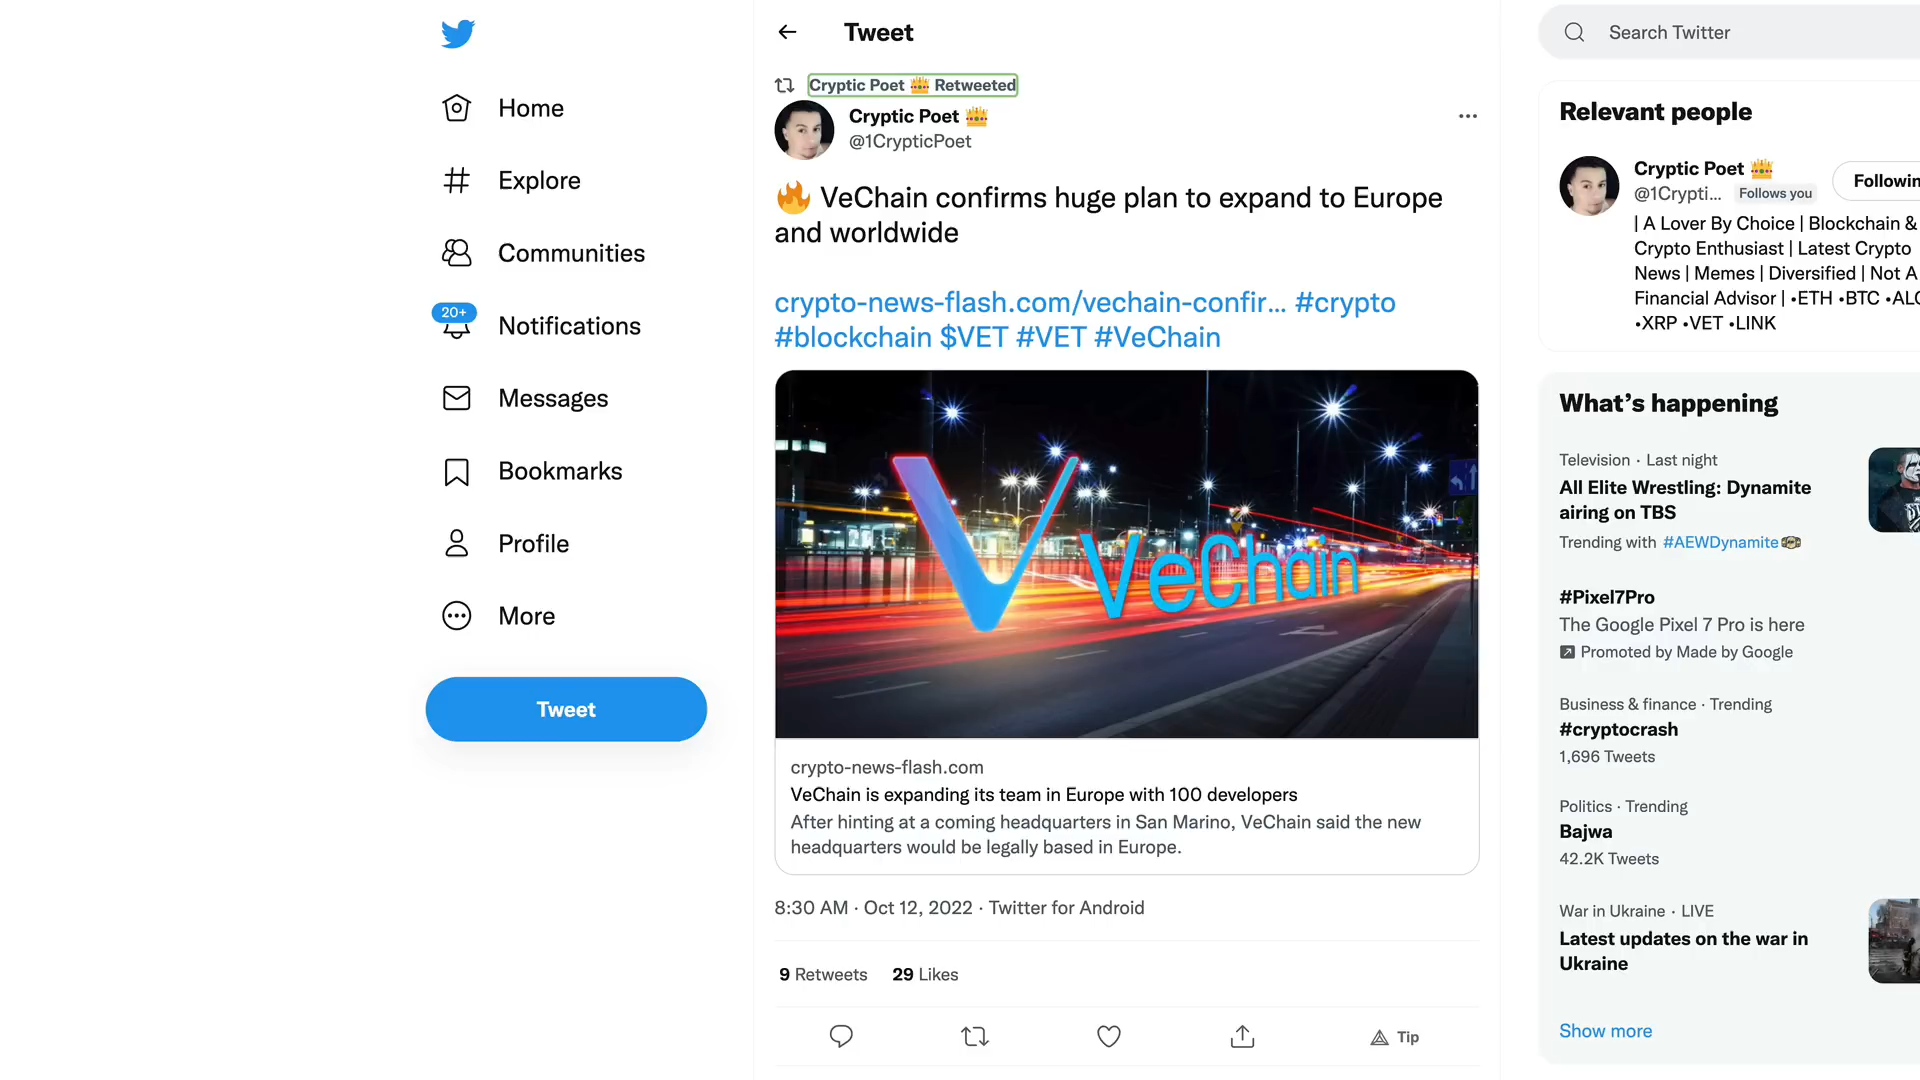 Tweet
Search Twitter
Cryptic Poet 👑 Retweeted
Cryptic Poet 👑
@1CrypticPoet
Home
Explore
Communities
20+
Notifications
Messages
Bookmarks
Profile
More
Tweet
🔥 VeChain confirms huge plan to expand to Europe
and worldwide
crypto-news-flash.com/vechain-confir... #crypto
#blockchain $VET #VET #VeChain
VeChain
crypto-news-flash.com
VeChain is expanding its team in Europe with 100 developers
After hinting at a coming headquarters in San Marino, VeChain said the new
headquarters would be legally based in Europe.
8:30 AM · Oct 12, 2022 · Twitter for Android
9 Retweets 29 Likes
Tip
Relevant people
Cryptic Poet 👑
@1Crypti... Follows you
Followin
| A Lover By Choice | Blockchain &
Crypto Enthusiast | Latest Crypto
News | Memes | Diversified | Not A
Financial Advisor | •ETH •BTC •ALG
•XRP •VET •LINK
What's happening
Television · Last night
All Elite Wrestling: Dynamite
airing on TBS
Trending with #AEWDynamite
#Pixel7Pro
The Google Pixel 7 Pro is here
Promoted by Made by Google
Business & finance · Trending
#cryptocrash
1,696 Tweets
Politics · Trending
Bajwa
42.2K Tweets
War in Ukraine · LIVE
Latest updates on the war in
Ukraine
Show more